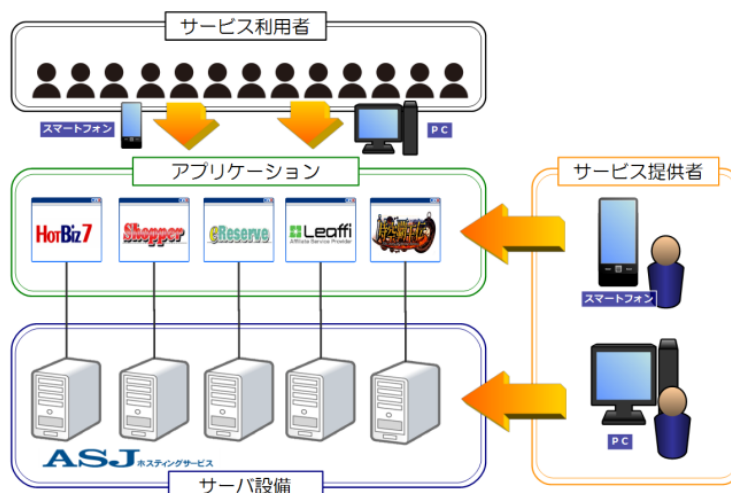 サービス利用者
スマートフォン
PC
アプリケーション
サービス提供者
HotBiz7
Shopper
eReserve
Leaffi
Affiliate Service Provider
スマートフォン
PC
ASJ ホスティングサービス
サーバ設備